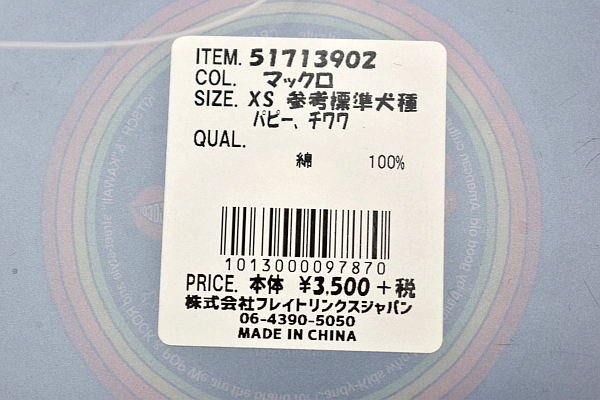 ITEM. 51713902
COL. マックロ
SIZE. XS 参考標準犬種
パピー、チワワ
QUAL.
綿 100%
1013000097870
PRICE. 本体 ¥3,500 +税
株式会社フレイトリンクスジャパン
06-4390-5050
MADE IN CHINA